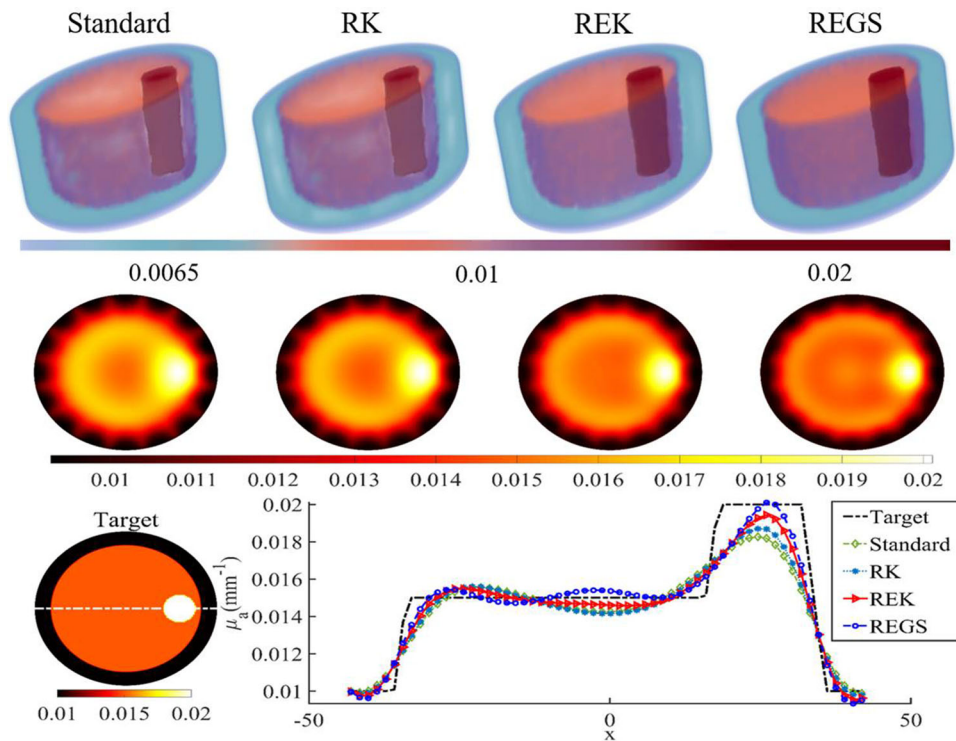 Standard RK REK REGS
0.0065 0.01 0.02
0.01 0.011 0.012 0.013 0.014 0.015 0.016 0.017 0.018 0.019 0.02
Target
0.01 0.015 0.02
μa(mm-1)
0.02
0.018
0.016
0.014
0.012
0.01
-50 0 50
x
Target
Standard
RK
REK
REGS